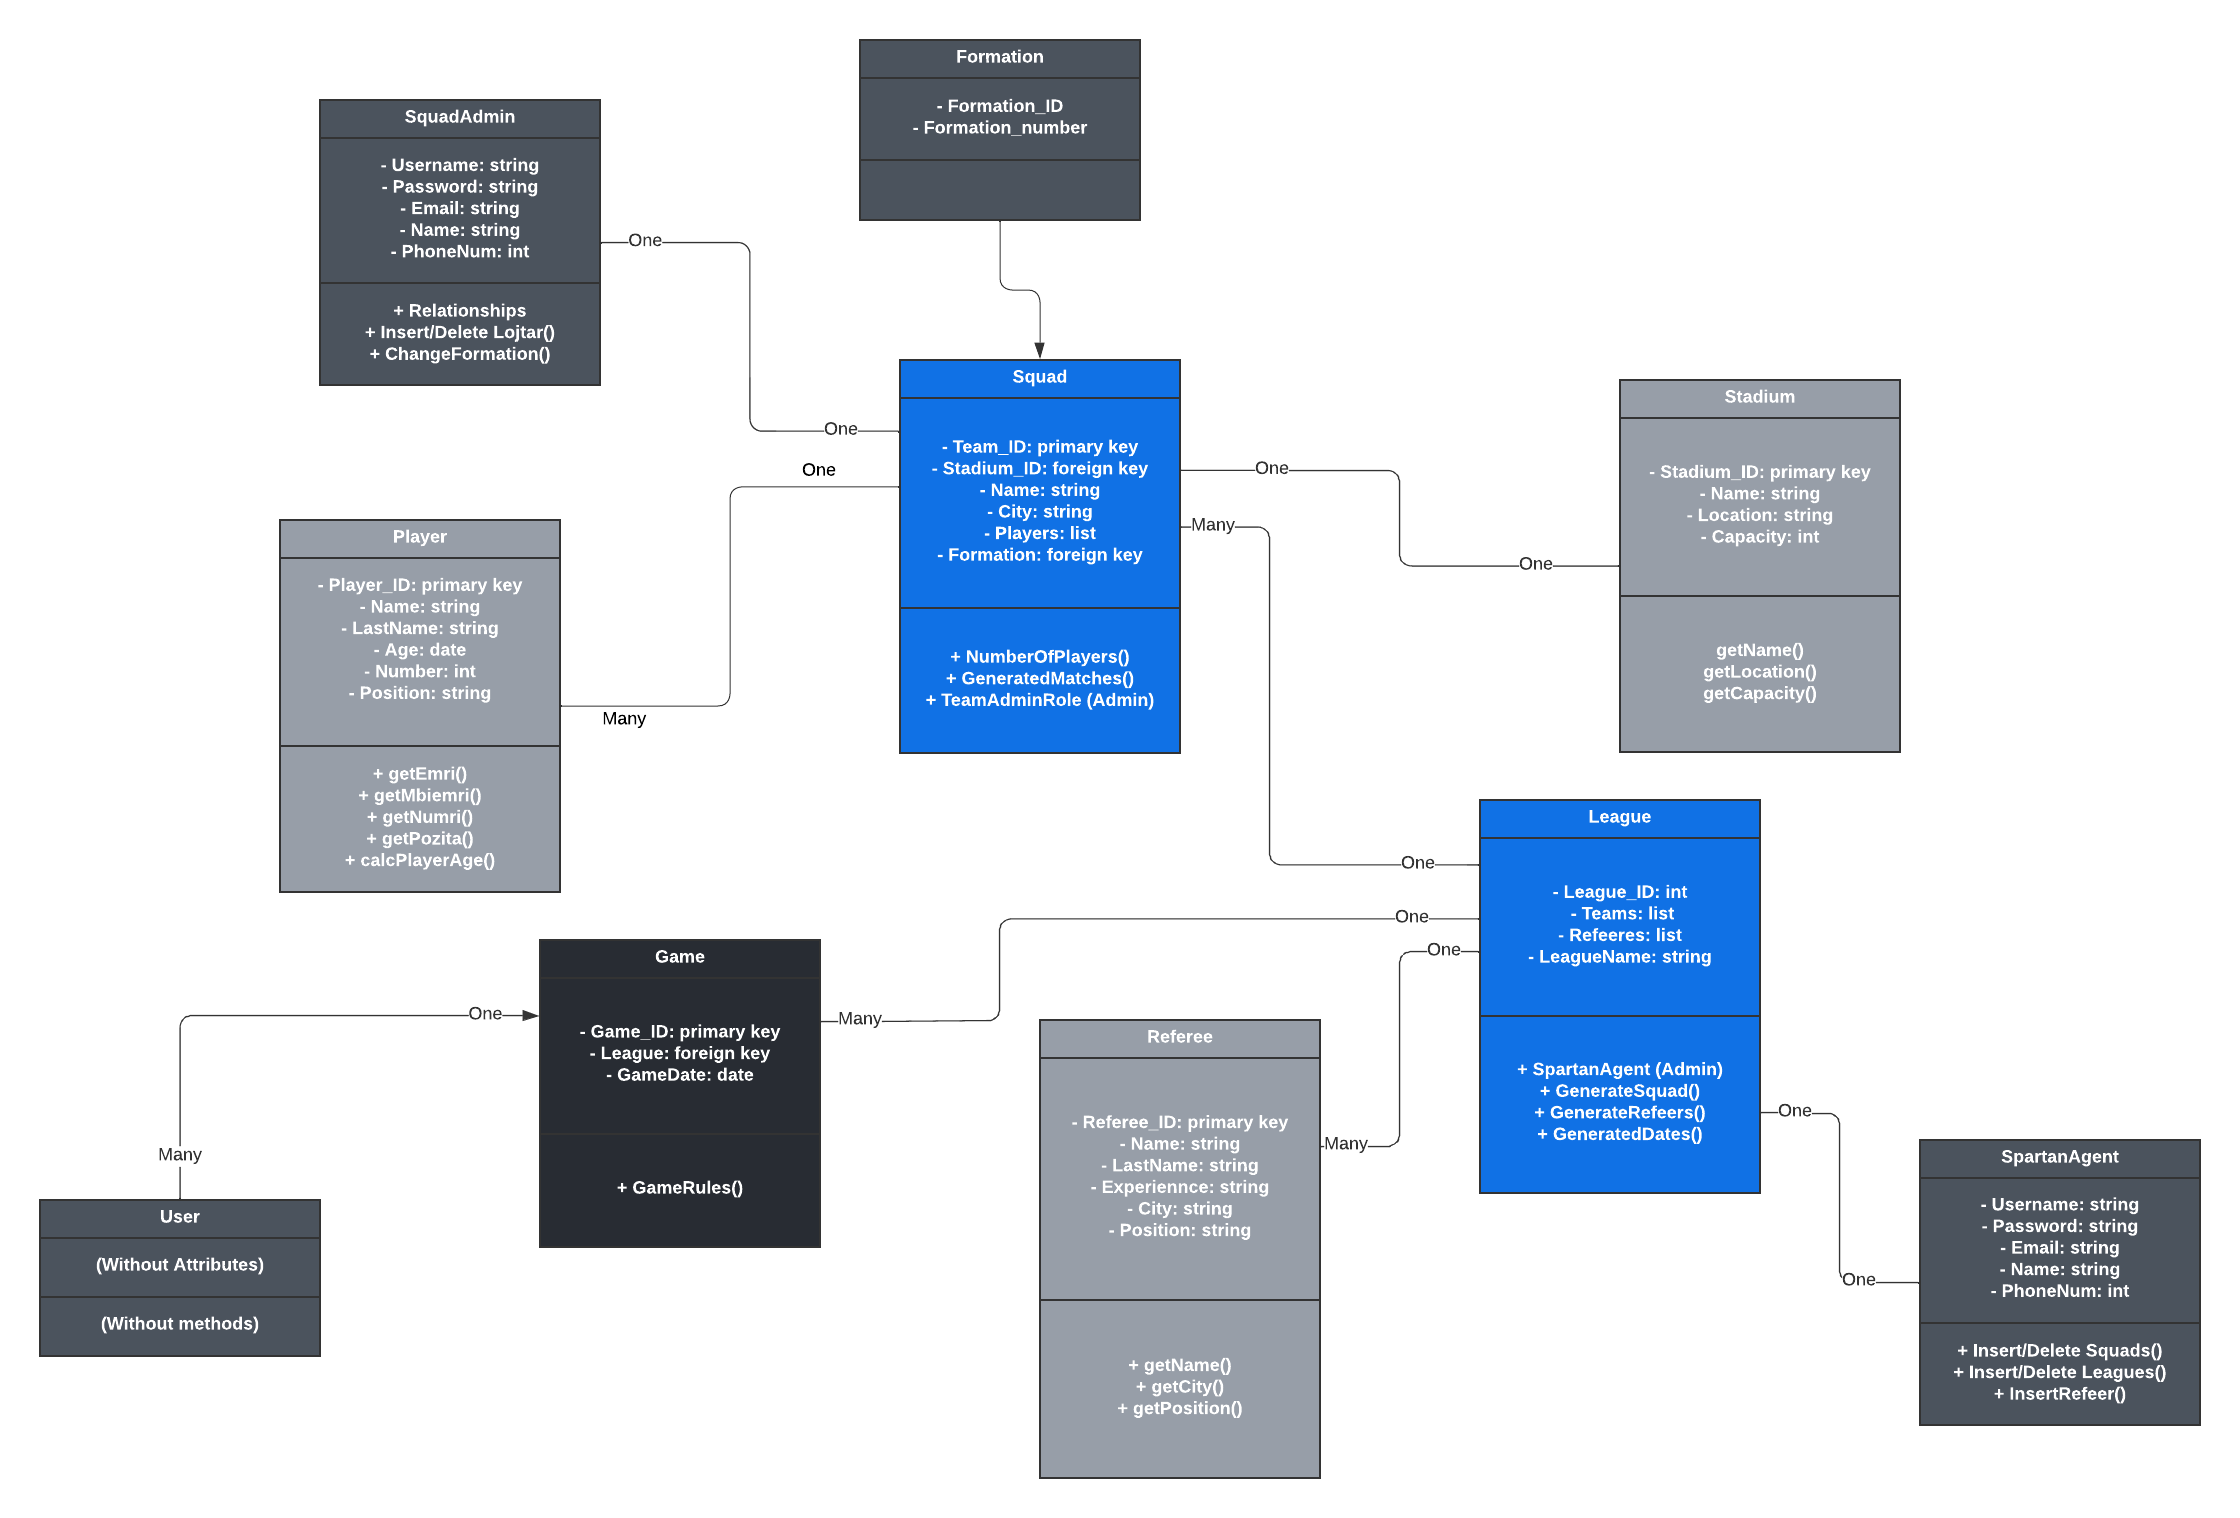 Formation
- Formation_ID
- Formation_number
SquadAdmin
- Username: string
- Password: string
- Email: string
- Name: string
- PhoneNum: int
+ Relationships
+ Insert/Delete Lojtar()
+ ChangeFormation()
One
One
One
Many
Squad
- Team_ID: primary key
- Stadium_ID: foreign key
- Name: string
- City: string
- Players: list
- Formation: foreign key
+ NumberOfPlayers()
+ GeneratedMatches()
+ TeamAdminRole (Admin)
One
Many
One
Stadium
- Stadium_ID: primary key
- Name: string
- Location: string
- Capacity: int
getName()
getLocation()
getCapacity()
Player
- Player_ID: primary key
- Name: string
- LastName: string
- Age: date
- Number: int
- Position: string
+ getEmri()
+ getMbiemri()
+ getNumri()
+ getPozita()
+ calcPlayerAge()
One
One
One
League
- League_ID: int
- Teams: list
- Refeeres: list
- LeagueName: string
+ SpartanAgent (Admin)
+ GenerateSquad()
+ GenerateRefeers()
+ GeneratedDates()
Game
- Game_ID: primary key
- League: foreign key
- GameDate: date
+ GameRules()
One
Many
Many
User
(Without Attributes)
(Without methods)
Referee
- Referee_ID: primary key
- Name: string
- LastName: string
- Experiennce: string
- City: string
- Position: string
+ getName()
+ getCity()
+ getPosition()
Many
One
One
SpartanAgent
- Username: string
- Password: string
- Email: string
- Name: string
- PhoneNum: int
+ Insert/Delete Squads()
+ Insert/Delete Leagues()
+ InsertRefeer()